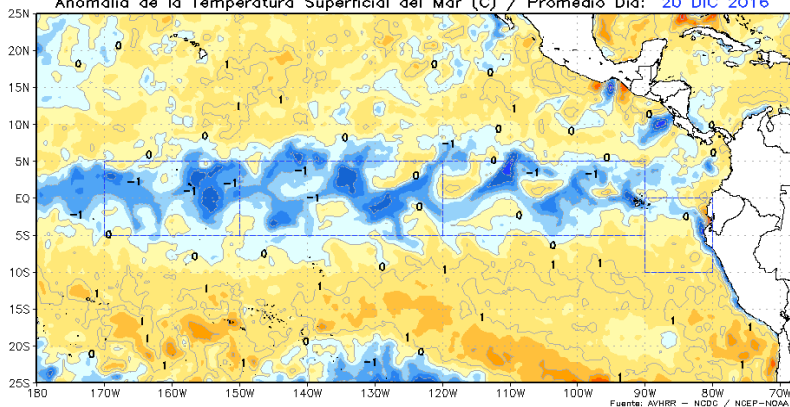 Anomalia de la Temperatura Superficial del Mar (C) / Promedio Dia: 20 DIC 2016
25N
20N
15N
10N
5N
EQ
5S
10S
15S
20S
25S
180 170W 160W 150W 140W 130W 120W 110W 100W 90W 80W 70W
Fuente: AVHRR – NCDC / NCEP–NOAA